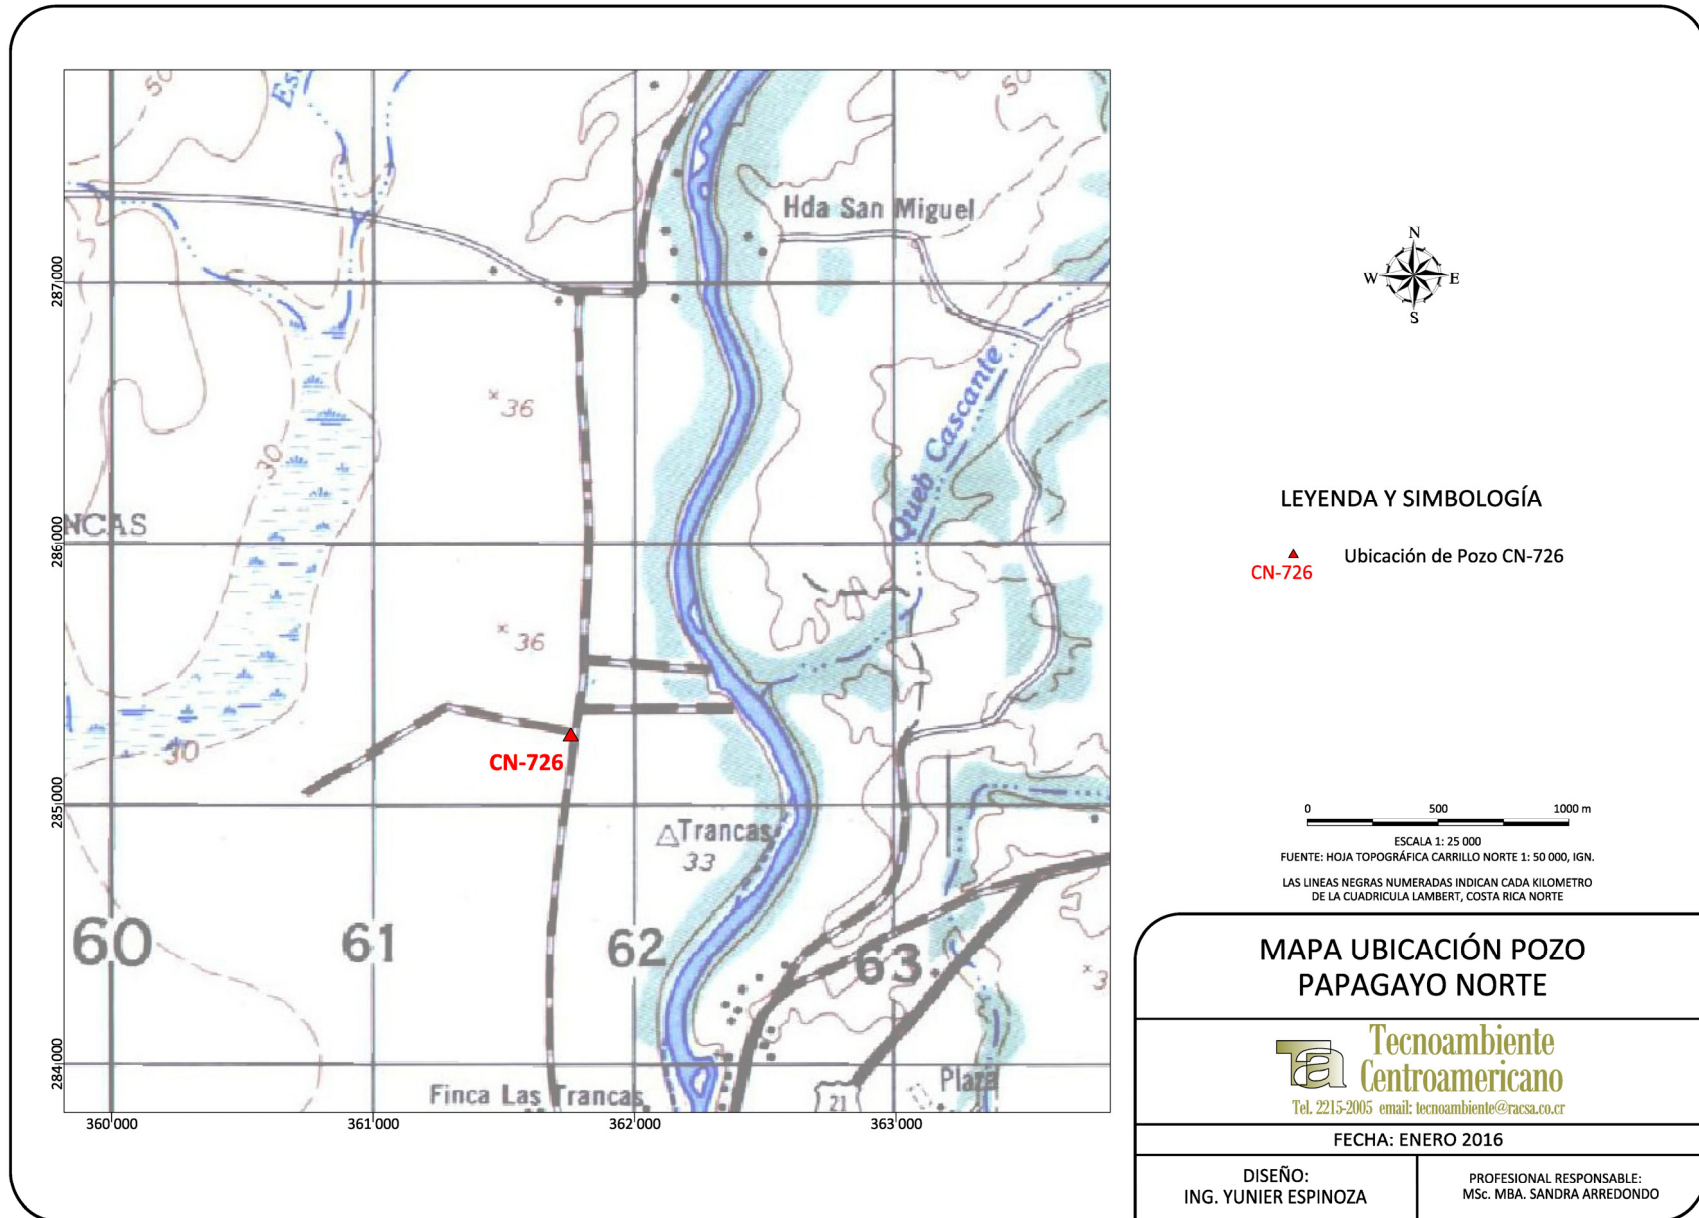 50
Es
50
Hda San Miguel
287'000
N
W E
S
36
Queb Cascante
30
NCAS
286'000
LEYENDA Y SIMBOLOGÍA
CN-726
Ubicación de Pozo CN-726
36
30
CN-726
285'000
Trancas
33
0 500 1000 m
ESCALA 1: 25 000
FUENTE: HOJA TOPOGRÁFICA CARRILLO NORTE 1: 50 000, IGN.
LAS LINEAS NEGRAS NUMERADAS INDICAN CADA KILOMETRO
DE LA CUADRICULA LAMBERT, COSTA RICA NORTE
60 61 62 63
3
284'000
Finca Las Trancas
21
Plaza
360'000 361'000 362'000 363'000
MAPA UBICACIÓN POZO
PAPAGAYO NORTE
Ta
Tecnoambiente
Centroamericano
Tel. 2215-2005 email: tecnoambiente@racsa.co.cr
FECHA: ENERO 2016
DISEÑO:
ING. YUNIER ESPINOZA
PROFESIONAL RESPONSABLE:
MSc. MBA. SANDRA ARREDONDO